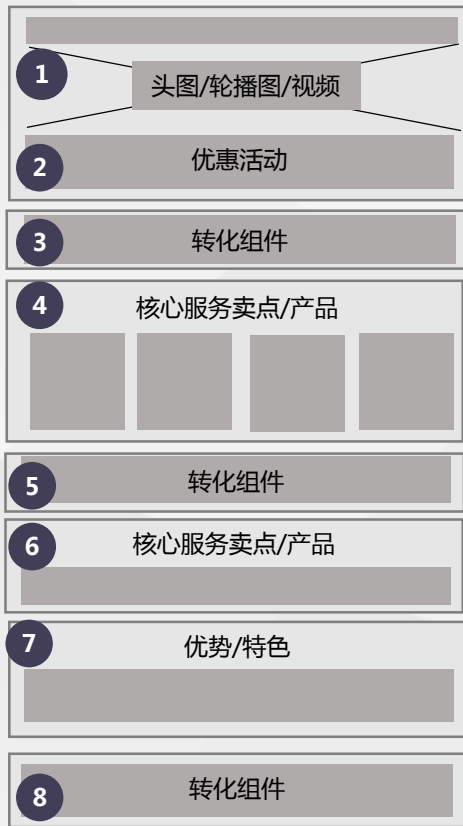 1
头图/轮播图/视频
2
优惠活动
3
转化组件
4
核心服务卖点/产品
5
转化组件
6
核心服务卖点/产品
7
优势/特色
8
转化组件